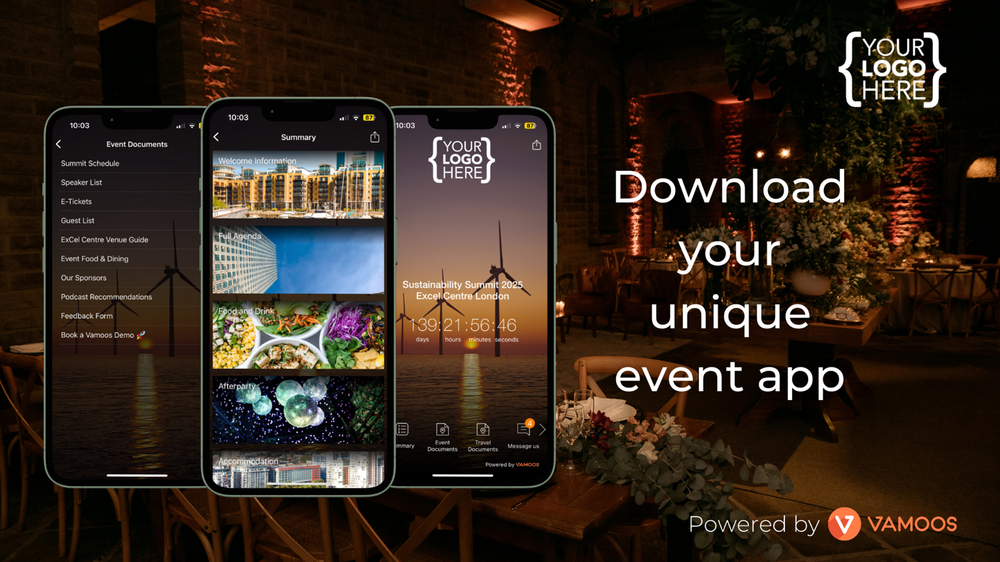 YOUR
LOGO
HERE
10:03
Event Documents
Summit Schedule
Speaker List
E-Tickets
Guest List
ExCel Centre Venue Guide
Event Food & Dining
Our Sponsors
Podcast Recommendations
Feedback Form
Book a Vamoos Demo 🚀
10:03
87
Summary
Welcome Information
Full Agenda
Food and Drink
Afterparty
Accommodation
10:03
87
YOUR
LOGO
HERE
Sustainability Summit 2025
Excel Centre London
139:21:56:46
days hours minutes seconds
4
mmary
Event
Documents
Travel
Documents
Message us
Powered by VAMOOS
Download
your
unique
event app
Powered by VAMOOS